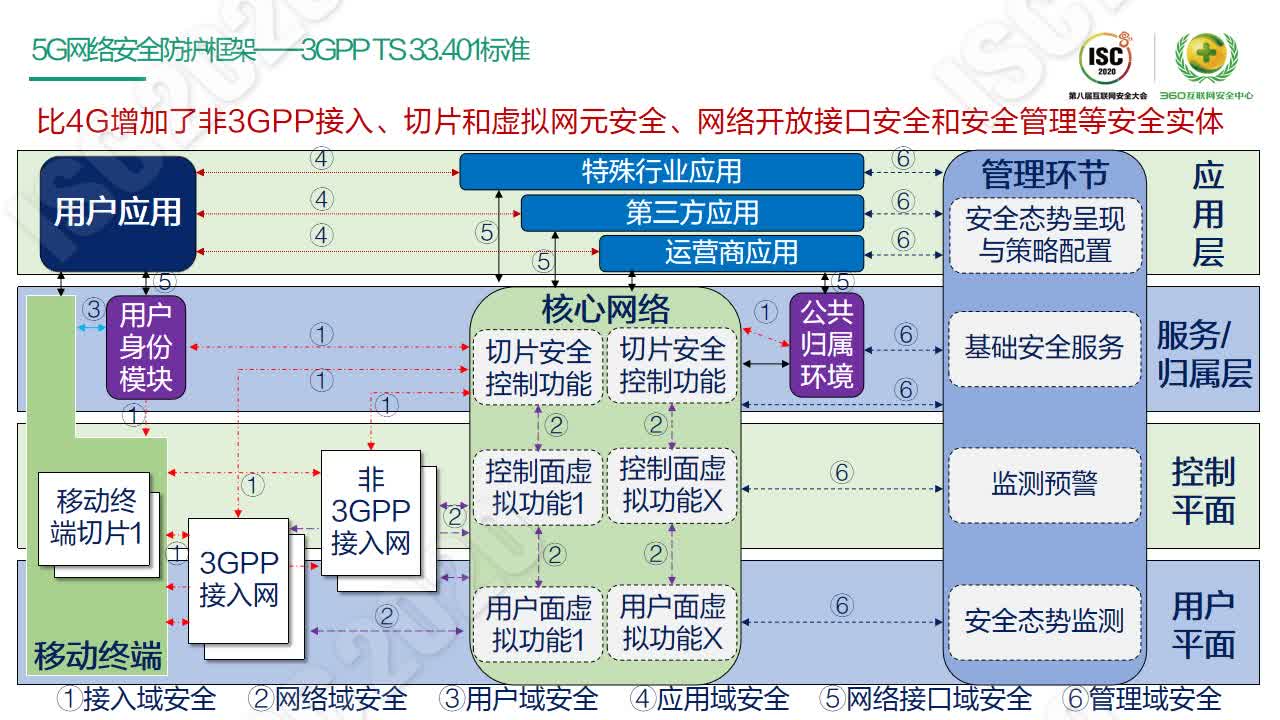 5G网络安全防护框架——3GPP TS 33.401标准
ISC
2020
第八届互联网安全大会
360互联网安全中心
比4G增加了非3GPP接入、切片和虚拟网元安全、网络开放接口安全和安全管理等安全实体
用户应用
④
特殊行业应用
⑥
④
第三方应用
⑥
④
运营商应用
⑥
⑤
⑤
管理环节
安全态势呈现
与策略配置
应
用
层
⑤
⑤
③
用户
身份
模块
①
①
①
①
核心网络
切片安全
控制功能
切片安全
控制功能
①
公共
归属
环境
⑥
⑥
基础安全服务
服务/
归属层
②
②
移动终
端切片1
①
①
3GPP
接入网
非
3GPP
接入网
②
控制面虚
拟功能1
控制面虚
拟功能X
⑥
监测预警
控制
平面
②
②
②
用户面虚
拟功能1
用户面虚
拟功能X
⑥
安全态势监测
用户
平面
移动终端
①接入域安全
②网络域安全
③用户域安全
④应用域安全
⑤网络接口域安全
⑥管理域安全
ISC 2020